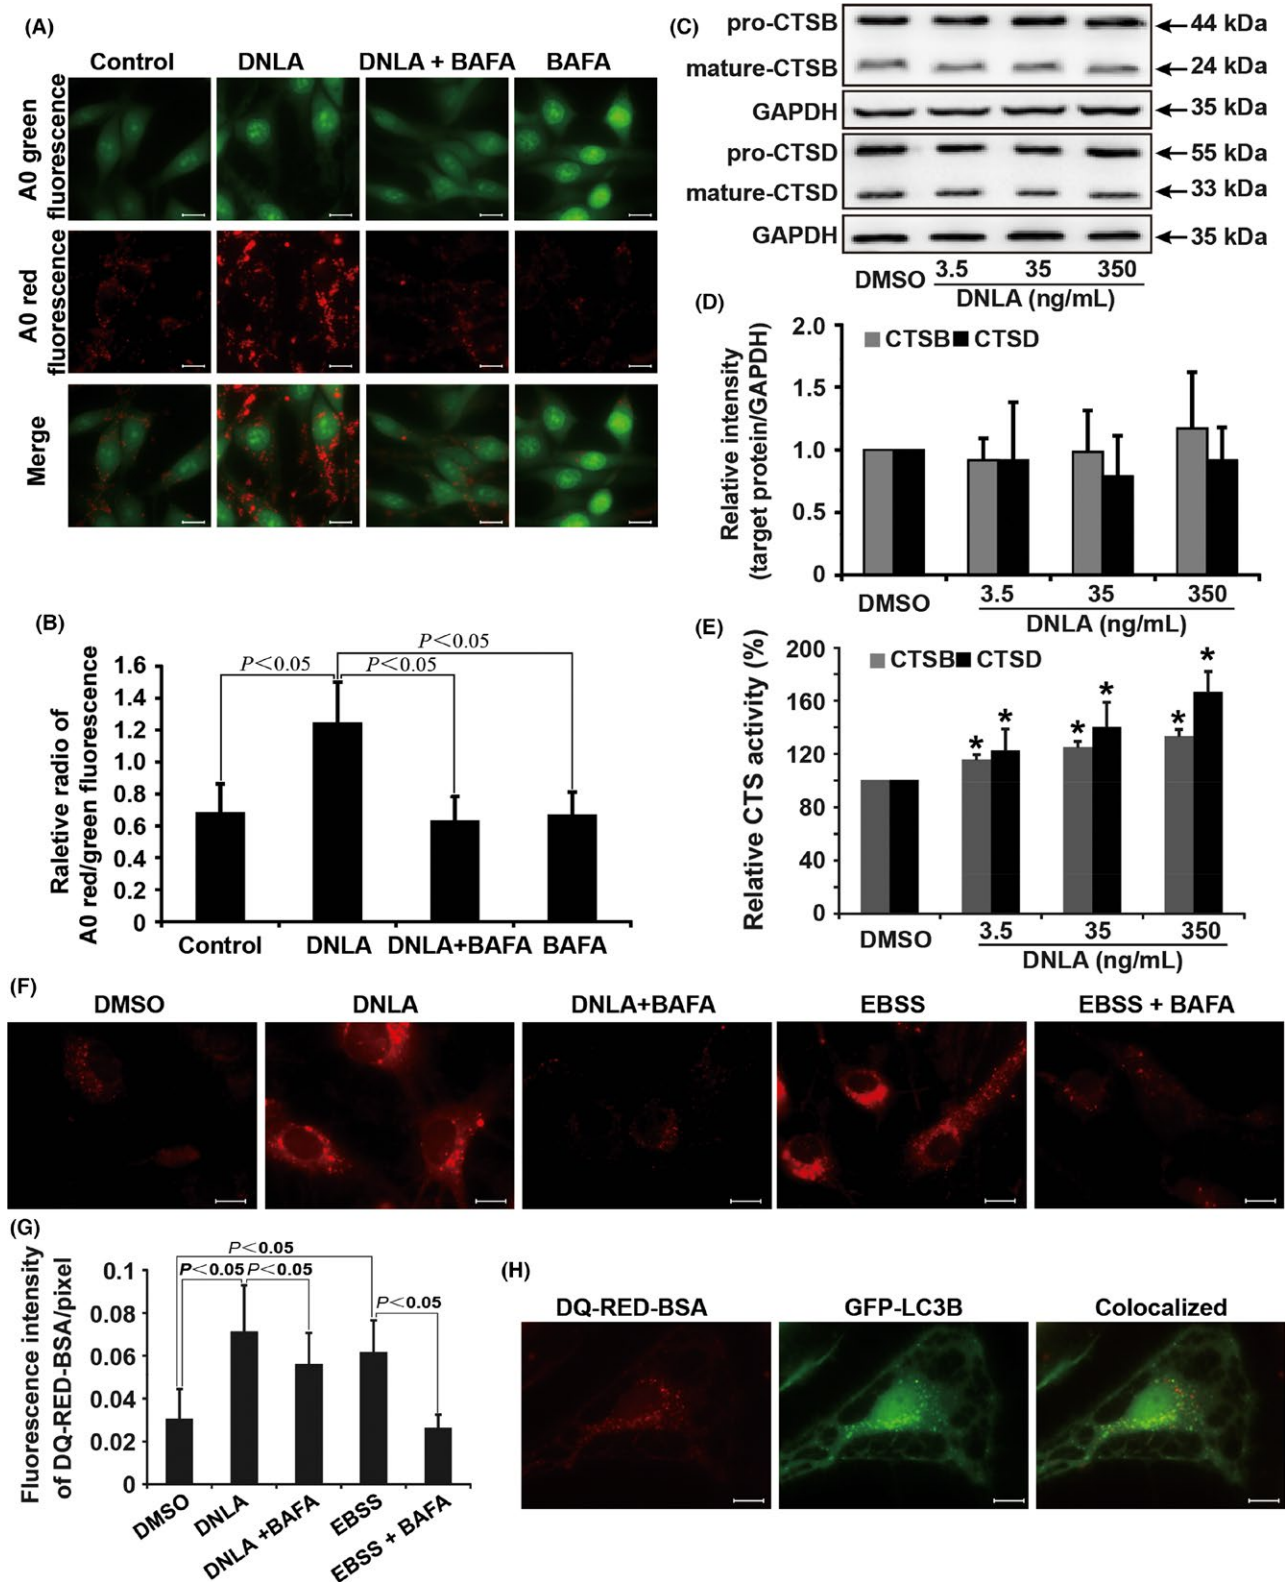 (A)
Control DNLA DNLA + BAFA BAFA
A0 green
fluorescence
A0 red
fluorescence
Merge
(B)
Raletive radio of
A0 red/green fluorescence
1.6
1.4
1.2
1.0
0.8
0.6
0.4
0.2
0
P<0.05
P<0.05
P<0.05
Control DNLA DNLA+BAFA BAFA
(C)
pro-CTSB 44 kDa
mature-CTSB 24 kDa
GAPDH 35 kDa
pro-CTSD 55 kDa
mature-CTSD 33 kDa
GAPDH 35 kDa
DMSO 3.5 35 350
DNLA (ng/mL)
(D)
Relative intensity
(target protein/GAPDH)
2.0
1.5
1.0
0.5
0
CTSB CTSD
DMSO 3.5 35 350
DNLA (ng/mL)
(E)
Relative CTS activity (%)
200
160
120
80
40
0
CTSB CTSD
* * * * * *
DMSO 3.5 35 350
DNLA (ng/mL)
(F)
DMSO DNLA DNLA+BAFA EBSS EBSS + BAFA
(G)
Fluorescence intensity
of DQ-RED-BSA/pixel
0.1
0.08
0.06
0.04
0.02
0
P<0.05
P<0.05 P<0.05
P<0.05
DMSO
DNLA
DNLA +BAFA
EBSS
EBSS + BAFA
(H)
DQ-RED-BSA GFP-LC3B Colocalized